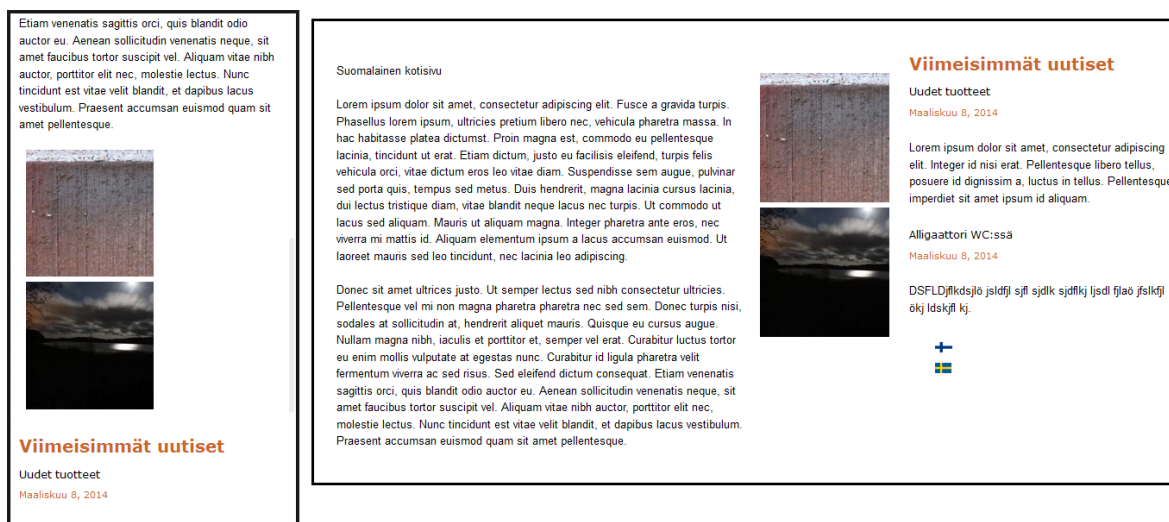 Etiam venenatis sagittis orci, quis blandit odio
auctor eu. Aenean sollicitudin venenatis neque, sit
amet faucibus tortor suscipit vel. Aliquam vitae nibh
auctor, porttitor elit nec, molestie lectus. Nunc
tincidunt est vitae velit blandit, et dapibus lacus
vestibulum. Praesent accumsan euismod quam sit
amet pellentesque.
Viimeisimmät uutiset
Uudet tuotteet
Maaliskuu 8, 2014
Suomalainen kotisivu
Lorem ipsum dolor sit amet, consectetur adipiscing elit. Fusce a gravida turpis.
Phasellus lorem ipsum, ultricies pretium libero nec, vehicula pharetra massa. In
hac habitasse platea dictumst. Proin magna est, commodo eu pellentesque
lacinia, tincidunt ut erat. Etiam dictum, justo eu facilisis eleifend, turpis felis
vehicula orci, vitae dictum eros leo vitae diam. Suspendisse sem augue, pulvinar
sed porta quis, tempus sed metus. Duis hendrerit, magna lacinia cursus lacinia,
dui lectus tristique diam, vitae blandit neque lacus nec turpis. Ut commodo ut
lacus sed aliquam. Mauris ut aliquam magna. Integer pharetra ante eros, nec
viverra mi mattis id. Aliquam elementum ipsum a lacus accumsan euismod. Ut
laoreet mauris sed leo tincidunt, nec lacinia leo adipiscing.
Donec sit amet ultrices justo. Ut semper lectus sed nibh consectetur ultricies.
Pellentesque vel mi non magna pharetra pharetra nec sed sem. Donec turpis nisi,
sodales at sollicitudin at, hendrerit aliquet mauris. Quisque eu cursus augue.
Nullam magna nibh, iaculis et porttitor et, semper vel erat. Curabitur luctus tortor
eu enim mollis vulputate at egestas nunc. Curabitur id ligula pharetra velit
fermentum viverra ac sed risus. Sed eleifend dictum consequat. Etiam venenatis
sagittis orci, quis blandit odio auctor eu. Aenean sollicitudin venenatis neque, sit
amet faucibus tortor suscipit vel. Aliquam vitae nibh auctor, porttitor elit nec,
molestie lectus. Nunc tincidunt est vitae velit blandit, et dapibus lacus vestibulum.
Praesent accumsan euismod quam sit amet pellentesque.
Viimeisimmät uutiset
Uudet tuotteet
Maaliskuu 8, 2014
Lorem ipsum dolor sit amet, consectetur adipiscing
elit. Integer id nisi erat. Pellentesque libero tellus,
posuere id dignissim a, luctus in tellus. Pellentesque
imperdiet sit amet ipsum id aliquam.
Alligaattori WC:ssä
Maaliskuu 8, 2014
DSFLDjflkdsjlö jsldfjl sjfl sjdlk sjdflkj ljsdl fjlaö jfslkfjl
ökj ldskjfl kj.